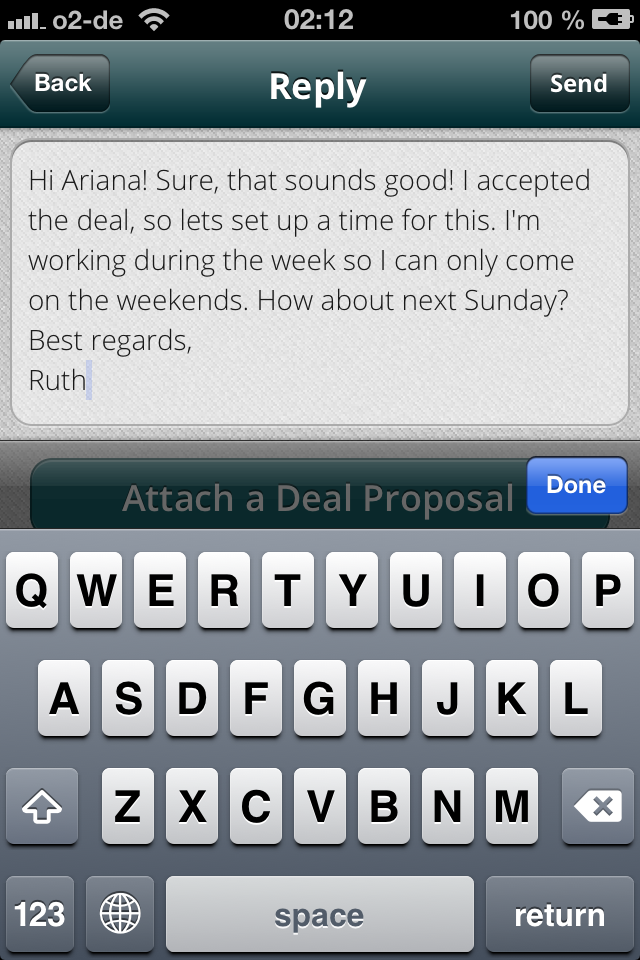 o2-de 02:12 100 %
Back Reply Send
Hi Ariana! Sure, that sounds good! I accepted
the deal, so lets set up a time for this. I'm
working during the week so I can only come
on the weekends. How about next Sunday?
Best regards,
Ruth
Attach a Deal Proposal Done
Q W E R T Y U I O P
A S D F G H J K L
Z X C V B N M
123 space return